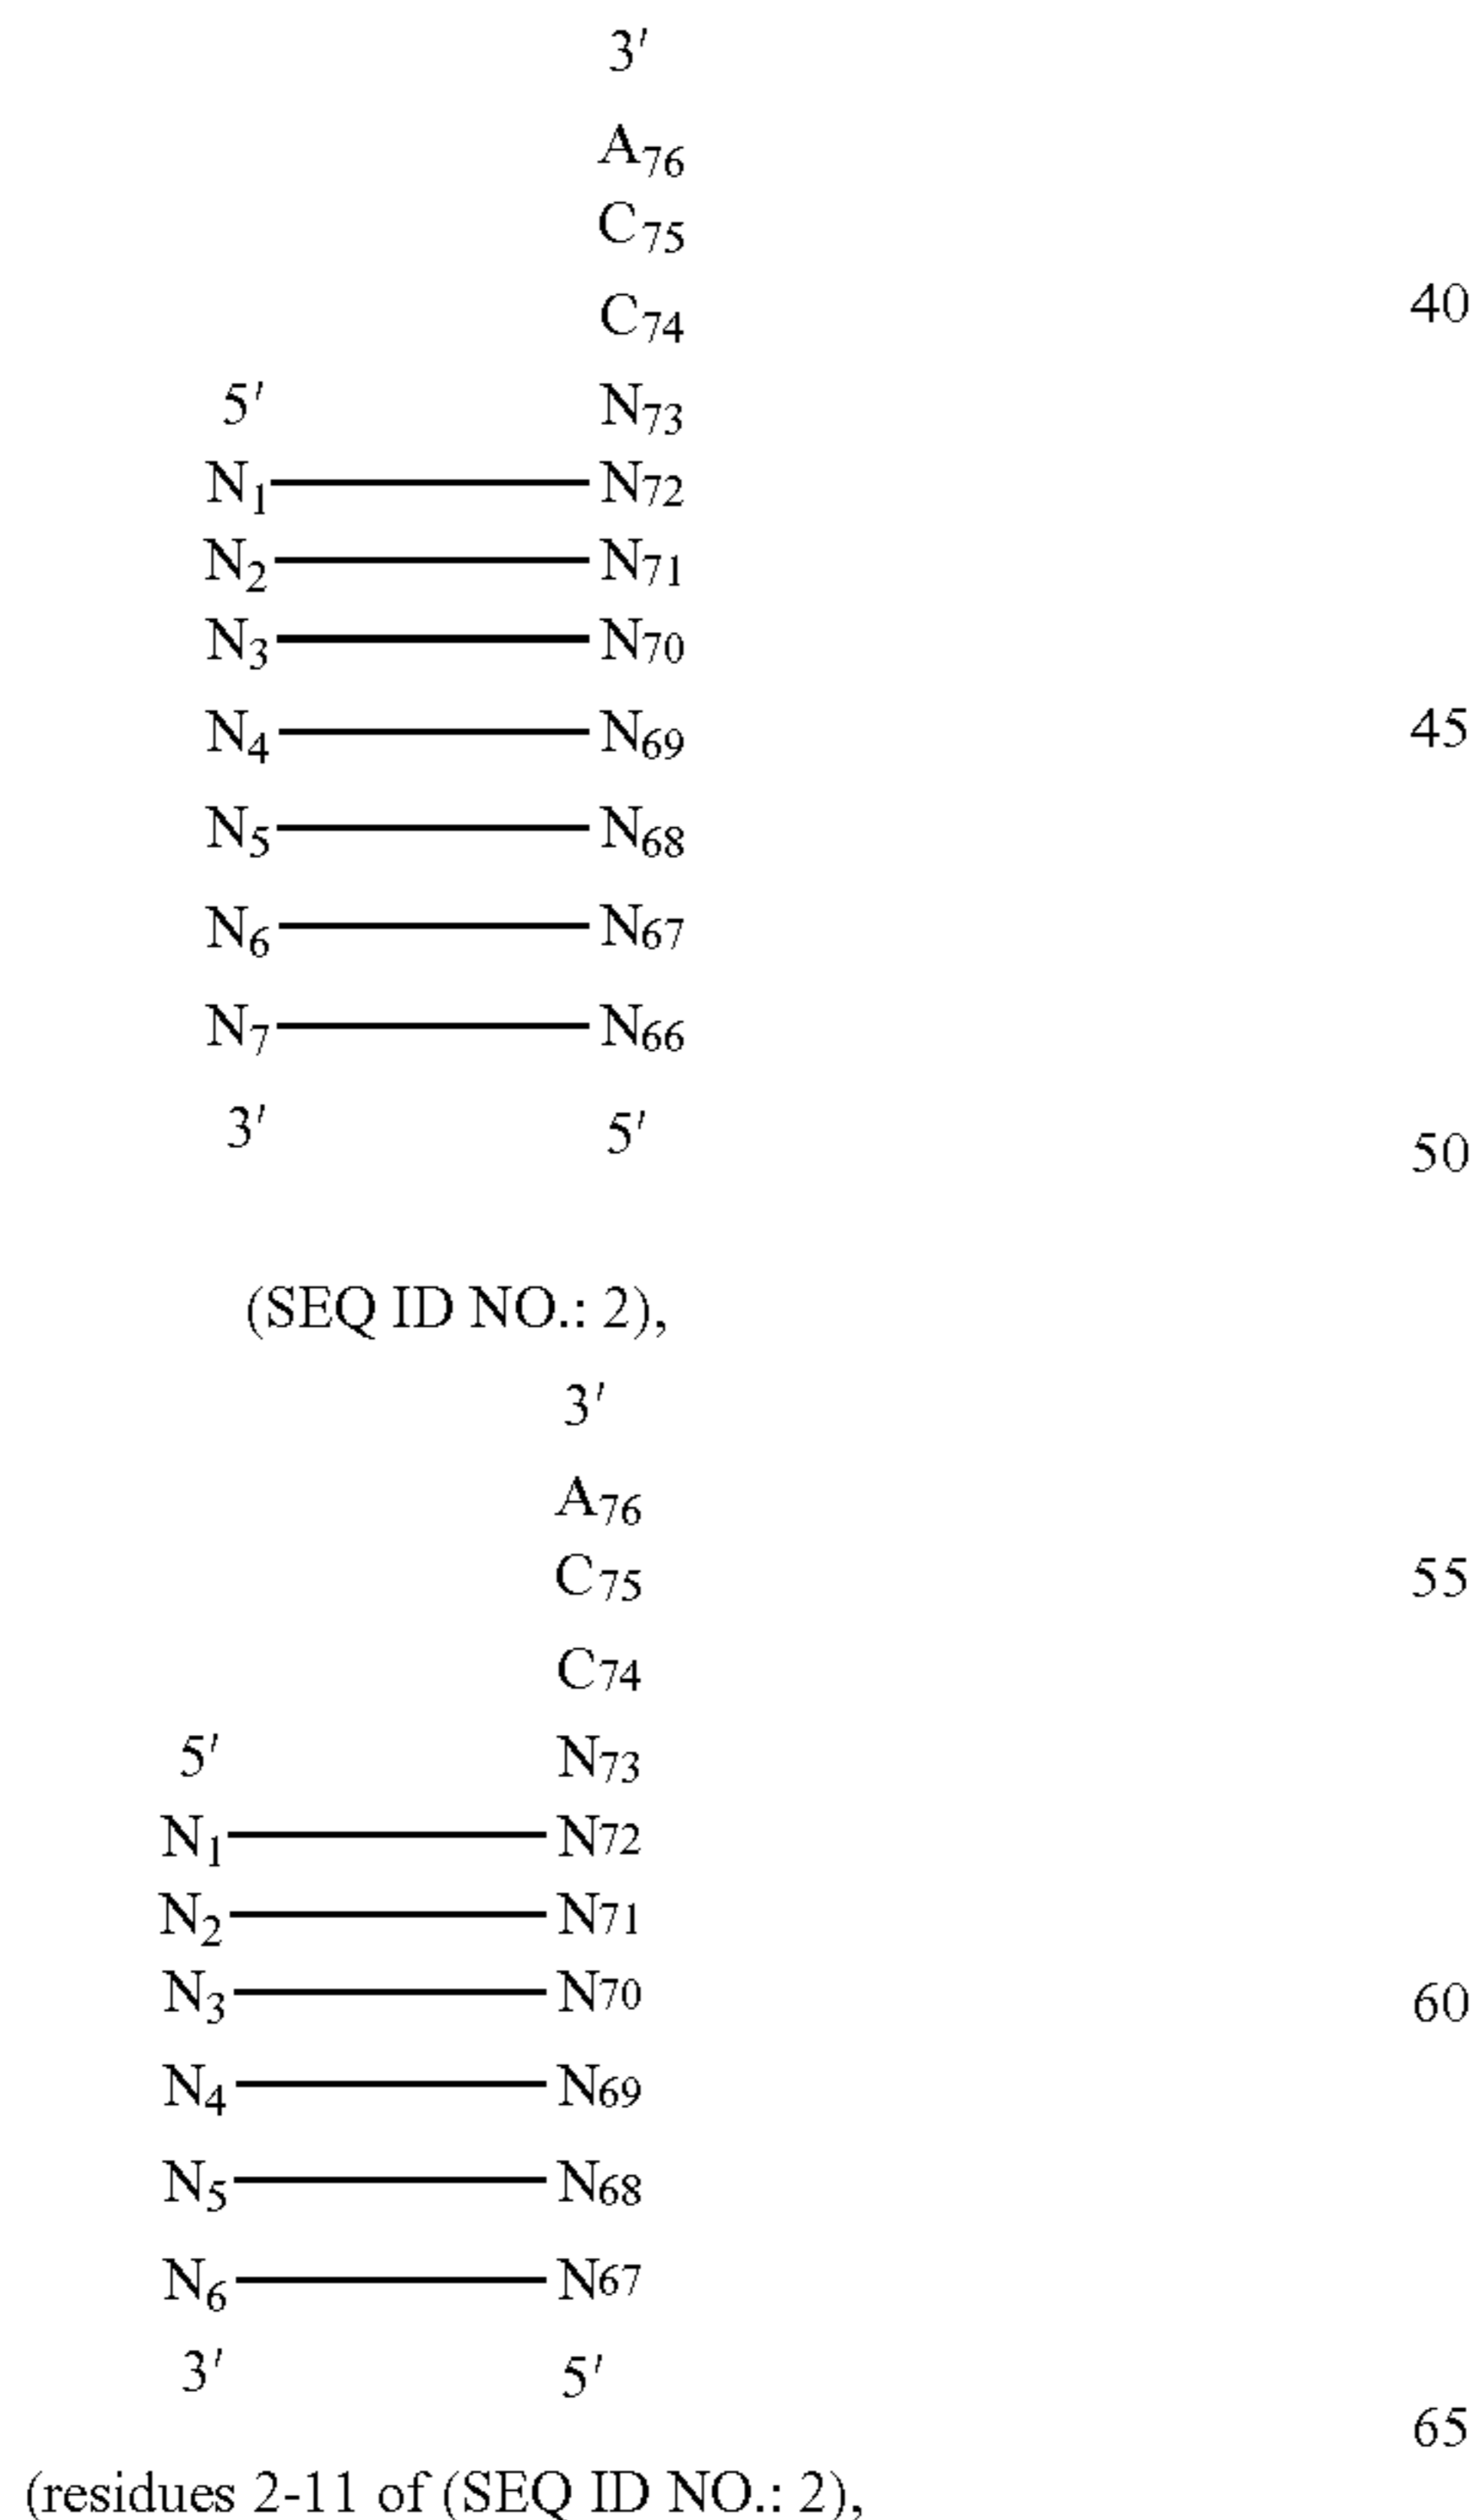 3′
A76
C75
C74
40
5′ N73
N1 N72
N2 N71
N3 N70
N4 N69
45
N5 N68
N6 N67
N7 N66
3′ 5′
50
(SEQ ID NO.: 2),
3′
A76
C75
55
C74
5′ N73
N1 N72
N2 N71
N3 N70
60
N4 N69
N5 N68
N6 N67
3′ 5′
65
(residues 2-11 of (SEQ ID NO.: 2),